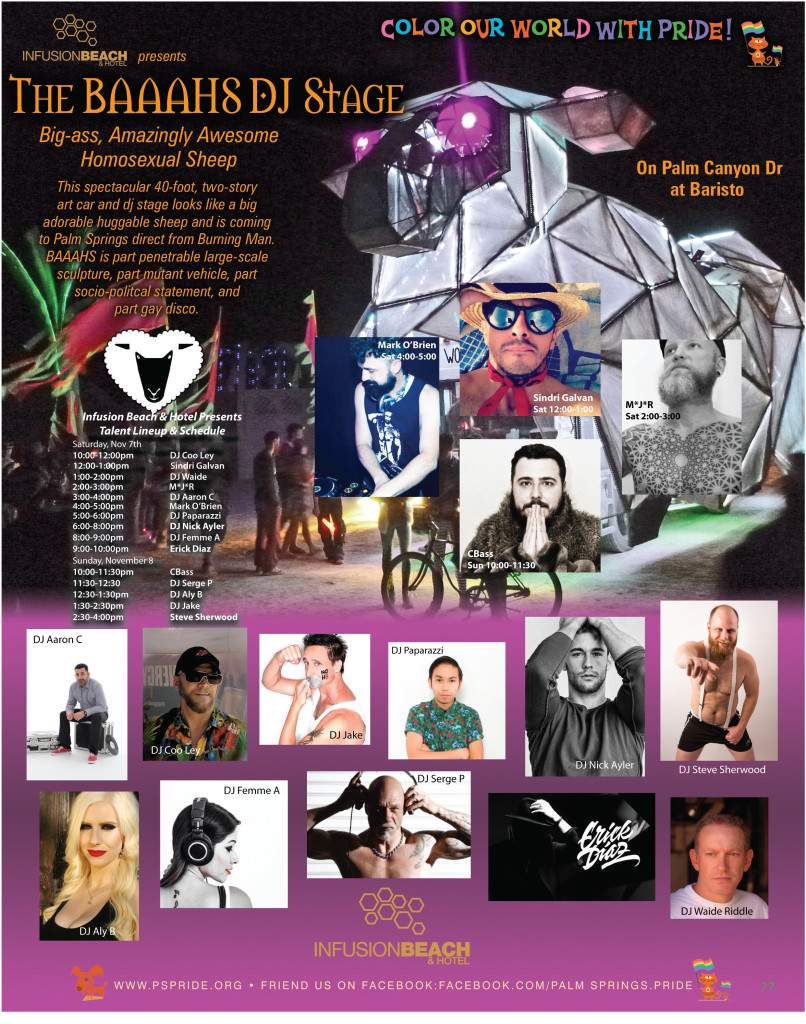 INFUSIONBEACH
& HOTEL
presents
COLOR OUR WORLD WITH PRIDE!
THE BAAAHS DJ STAGE
Big-ass, Amazingly Awesome
Homosexual Sheep
On Palm Canyon Dr
at Baristo
This spectacular 40-foot, two-story
art car and dj stage looks like a big
adorable huggable sheep and is coming
to Palm Springs direct from Burning Man.
BAAAHS is part penetrable large-scale
sculpture, part mutant vehicle, part
socio-politcal statement, and
part gay disco.
Infusion Beach & Hotel Presents
Talent Lineup & Schedule
Saturday, Nov 7th
10:00-12:00pm DJ Coo Ley
12:00-1:00pm Sindri Galvan
1:00-2:00pm DJ Waide
2:00-3:00pm M*J*R
3:00-4:00pm DJ Aaron C
4:00-5:00pm Mark O'Brien
5:00-6:00pm DJ Paparazzi
6:00-8:00pm DJ Nick Ayler
8:00-9:00pm DJ Femme A
9:00-10:00pm Erick Diaz
Sunday, November 8
10:00-11:30pm CBass
11:30-12:30 DJ Serge P
12:30-1:30pm DJ Aly B
1:30-2:30pm DJ Jake
2:30-4:00pm Steve Sherwood
Mark O'Brien
Sat 4:00-5:00
WO
Sindri Galvan
Sat 12:00-1:00
M*J*R
Sat 2:00-3:00
CBass
Sun 10:00-11:30
DJ Aaron C
DJ Coo Ley
DJ Jake
DJ Paparazzi
DJ Nick Ayler
DJ Steve Sherwood
DJ Aly B
DJ Femme A
DJ Serge P
Erick
Diaz
DJ Waide Riddle
INFUSIONBEACH
& HOTEL
WWW.PSPRIDE.ORG • FRIEND US ON FACEBOOK:FACEBOOK.COM/PALM SPRINGS.PRIDE
77